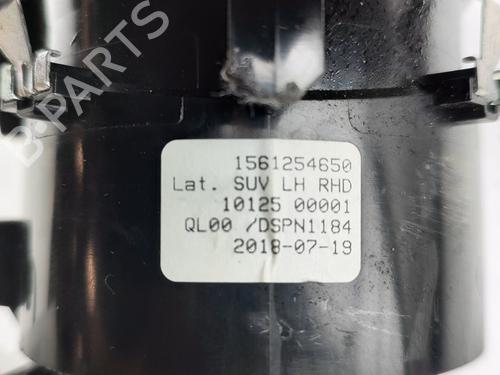 B-PARTS
1561254650
Lat. SUV LH RHD
10125 00001
QL00 /DSPN1184
2018-07-19